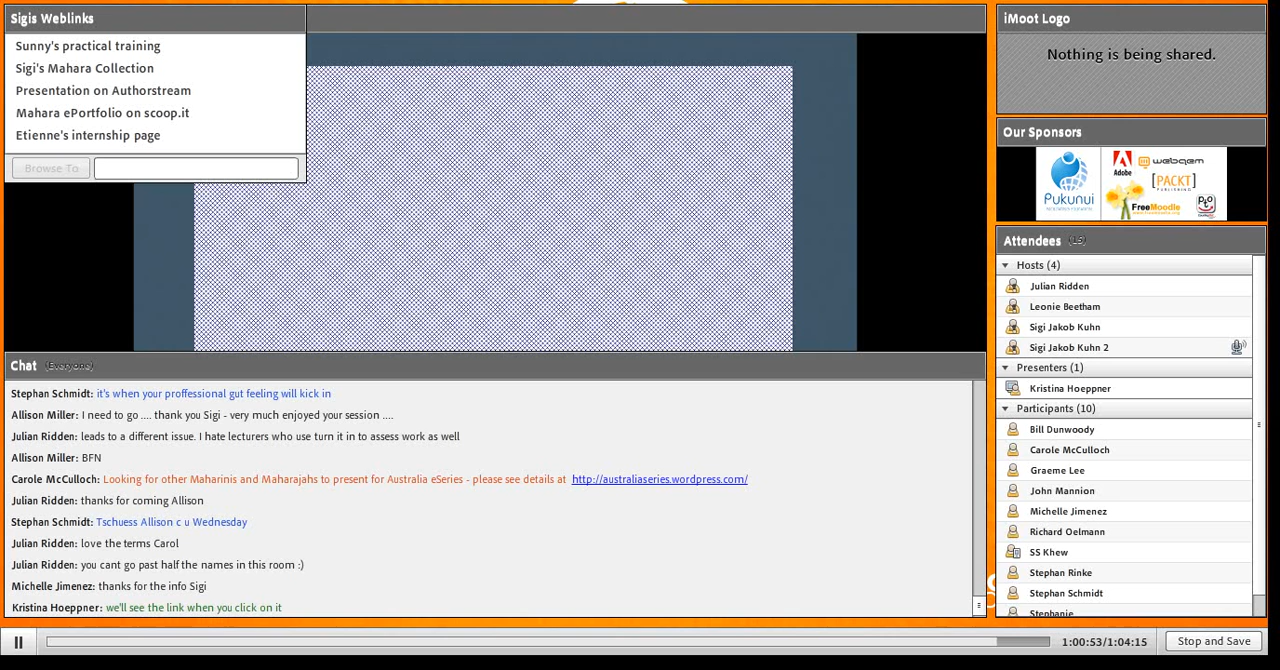 Sigis Weblinks
Sunny's practical training
Sigi's Mahara Collection
Presentation on Authorstream
Mahara ePortfolio on scoop.it
Etienne's internship page
Browse To
Chat (Everyone)
Stephan Schmidt: it's when your proffessional gut feeling will kick in
Allison Miller: I need to go .... thank you Sigi - very much enjoyed your session ....
Julian Ridden: leads to a different issue. I hate lecturers who use turn it in to assess work as well
Allison Miller: BFN
Carole McCulloch: Looking for other Maharinis and Maharajahs to present for Australia eSeries - please see details at http://australiaseries.wordpress.com/
Julian Ridden: thanks for coming Allison
Stephan Schmidt: Tschuess Allison c u Wednesday
Julian Ridden: love the terms Carol
Julian Ridden: you cant go past half the names in this room :)
Michelle Jimenez: thanks for the info Sigi
Kristina Hoeppner: we'll see the link when you click on it
iMoot Logo
Nothing is being shared.
Our Sponsors
Pukunui
Adobe
webqem
[PACKT]
PUBLISHING
FreeMoodle
Attendees (15)
Hosts (4)
Julian Ridden
Leonie Beetham
Sigi Jakob Kuhn
Sigi Jakob Kuhn 2
Presenters (1)
Kristina Hoeppner
Participants (10)
Bill Dunwoody
Carole McCulloch
Graeme Lee
John Mannion
Michelle Jimenez
Richard Oelmann
SS Khew
Stephan Rinke
Stephan Schmidt
Stephanie
1:00:53/1:04:15
Stop and Save